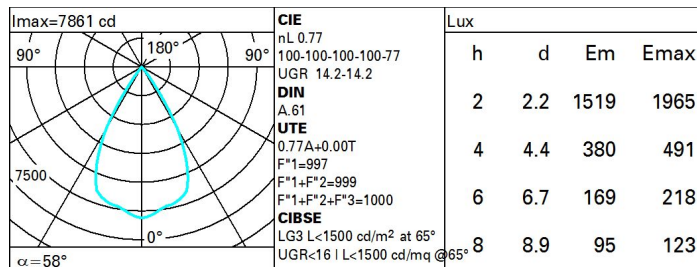 Imax=7861 cd
90°
180°
90°
7500
0°
α=58°
CIE
nL 0.77
100-100-100-100-77
UGR 14.2-14.2
DIN
A.61
UTE
0.77A+0.00T
F"1=997
F"1+F"2=999
F"1+F"2+F"3=1000
CIBSE
LG3 L<1500 cd/m² at 65°
UGR<16 | L<1500 cd/mq @65°
Lux
h d Em Emax
2 2.2 1519 1965
4 4.4 380 491
6 6.7 169 218
8 8.9 95 123